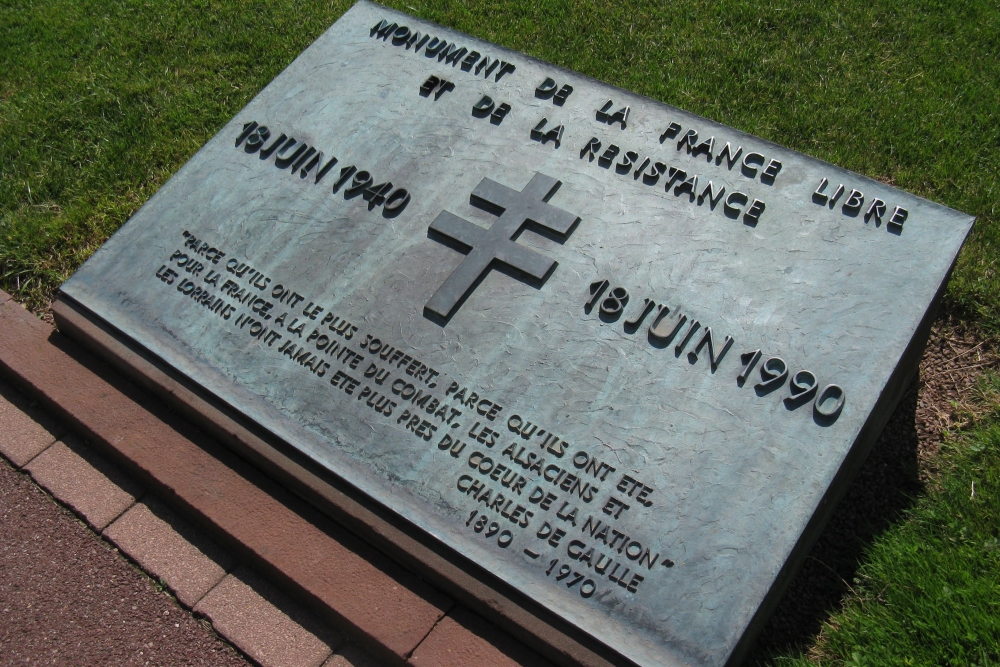 MONUMENT DE LA FRANCE LIBRE
ET DE LA RESISTANCE
18 JUIN 1940
18 JUIN 1990
"PARCE QU'ILS ONT LE PLUS SOUFFERT, PARCE QU'ILS ONT ETE,
POUR LA FRANCE, A LA POINTE DU COMBAT, LES ALSACIENS ET
LES LORRAINS N'ONT JAMAIS ETE PLUS PRES DU COEUR DE LA NATION"
CHARLES DE GAULLE
1890 - 1970